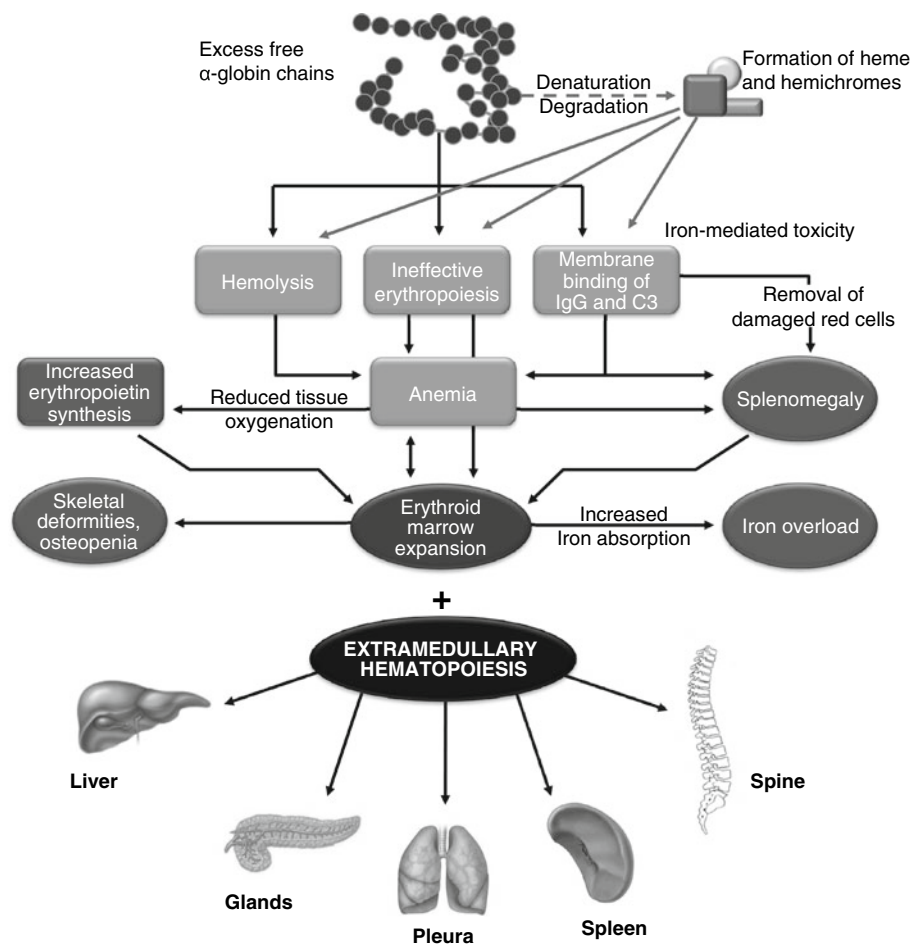 Excess free
α-globin chains
Denaturation
Degradation
Formation of heme
and hemichromes
Iron-mediated toxicity
Hemolysis
Ineffective
erythropoiesis
Membrane
binding of
IgG and C3
Removal of
damaged red cells
Increased
erythropoietin
synthesis
Reduced tissue
oxygenation
Anemia
Splenomegaly
Skeletal
deformities,
osteopenia
Erythroid
marrow
expansion
Increased
Iron absorption
Iron overload
+
EXTRAMEDULLARY
HEMATOPOIESIS
Liver
Glands
Pleura
Spleen
Spine